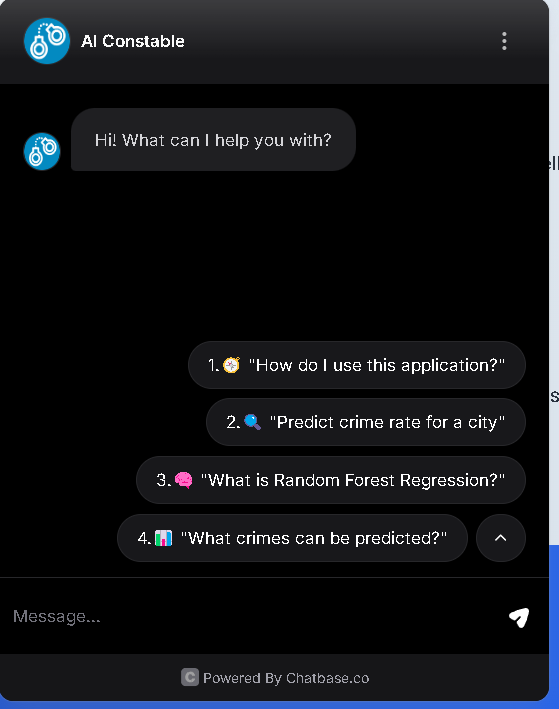 AI Constable
Hi! What can I help you with?
1.🧭 "How do I use this application?"
2.🔍 "Predict crime rate for a city"
3.🧠 "What is Random Forest Regression?"
4.📊 "What crimes can be predicted?"
Message...
C Powered By Chatbase.co